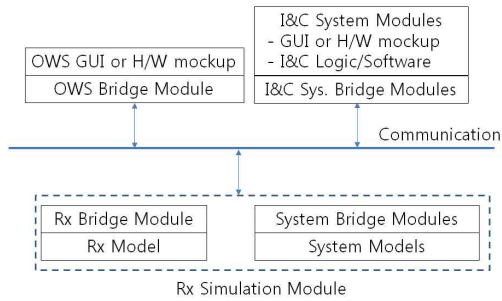 OWS GUI or H/W mockup
OWS Bridge Module
I&C System Modules
- GUI or H/W mockup
- I&C Logic/Software
I&C Sys. Bridge Modules
Communication
Rx Bridge Module
Rx Model
System Bridge Modules
System Models
Rx Simulation Module